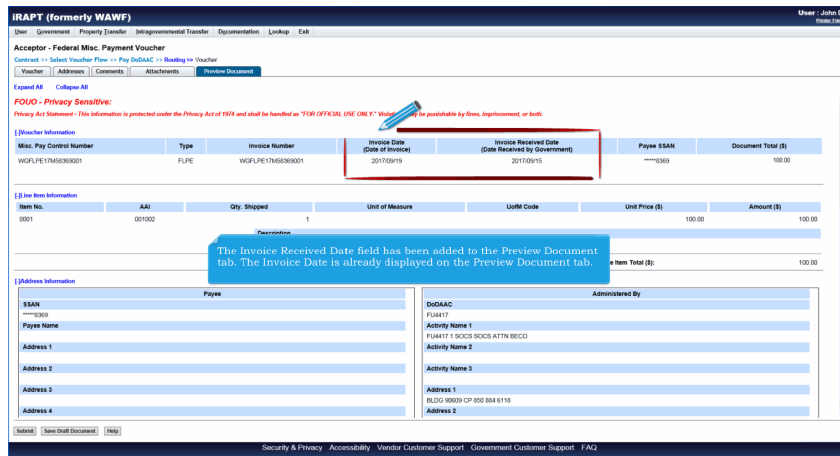 iRAPT (formerly WAWF)
User : John D
Printer Frie
User Government Property Transfer Intragovernmental Transfer Documentation Lookup Exit
Acceptor - Federal Misc. Payment Voucher
Contract >> Select Voucher Flow >> Pay DoDAAC >> Routing >> Voucher
Voucher Addresses Comments Attachments Preview Document
Expand All Collapse All
FOUO - Privacy Sensitive:
Privacy Act Statement - This information is protected under the Privacy Act of 1974 and shall be handled as "FOR OFFICIAL USE ONLY." be punishable by fines, imprisonment, or both.
[-]Voucher Information
Misc. Pay Control Number Type Invoice Number Invoice Date (Date of Invoice) Invoice Received Date (Date Received by Government) Payee SSAN Document Total ($)
WGFLPE17M58369001 FLPE WGFLPE17M58369001 2017/09/19 2017/09/15 *****8369 100.00
[-]Line Item Information
Item No. AAI Qty. Shipped Unit of Measure UofM Code Unit Price ($) Amount ($)
0001 001002 1 100.00 100.00
Description
The Invoice Received Date field has been added to the Preview Document
tab. The Invoice Date is already displayed on the Preview Document tab.
Item Total ($): 100.00
[-]Address Information
Payee
SSAN
*****8369
Payee Name
Address 1
Address 2
Address 3
Address 4
Administered By
DoDAAC
FU4417
Activity Name 1
FU4417 1 SOCS SOCS ATTN BECO
Activity Name 2
Activity Name 3
Address 1
BLDG 90609 CP 850 884 6118
Address 2
Submit Save Draft Document Help
Security & Privacy Accessibility Vendor Customer Support Government Customer Support FAQ